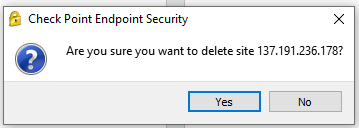 Check Point Endpoint Security
Are you sure you want to delete site 137.191.236.178?
Yes
No